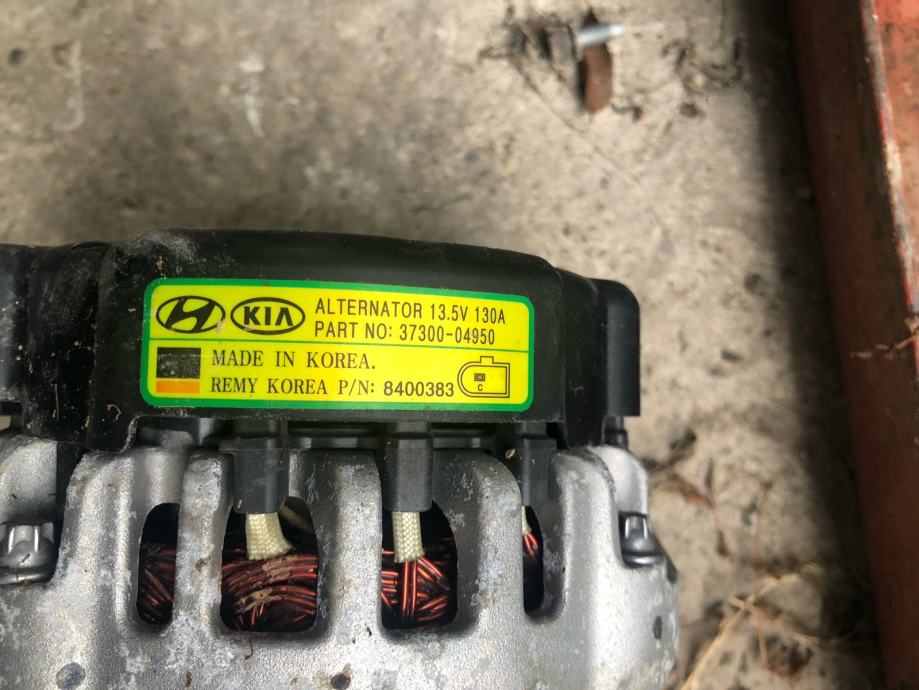 KIA
ALTERNATOR 13.5V 130A
PART NO: 37300-04950
MADE IN KOREA.
REMY KOREA P/N: 8400383
C